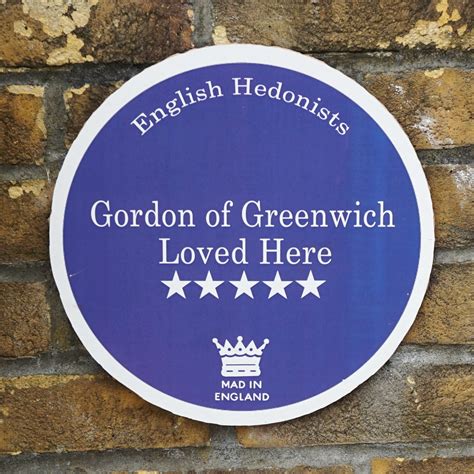 English Hedonists
Gordon of Greenwich
Loved Here
MAD IN
ENGLAND